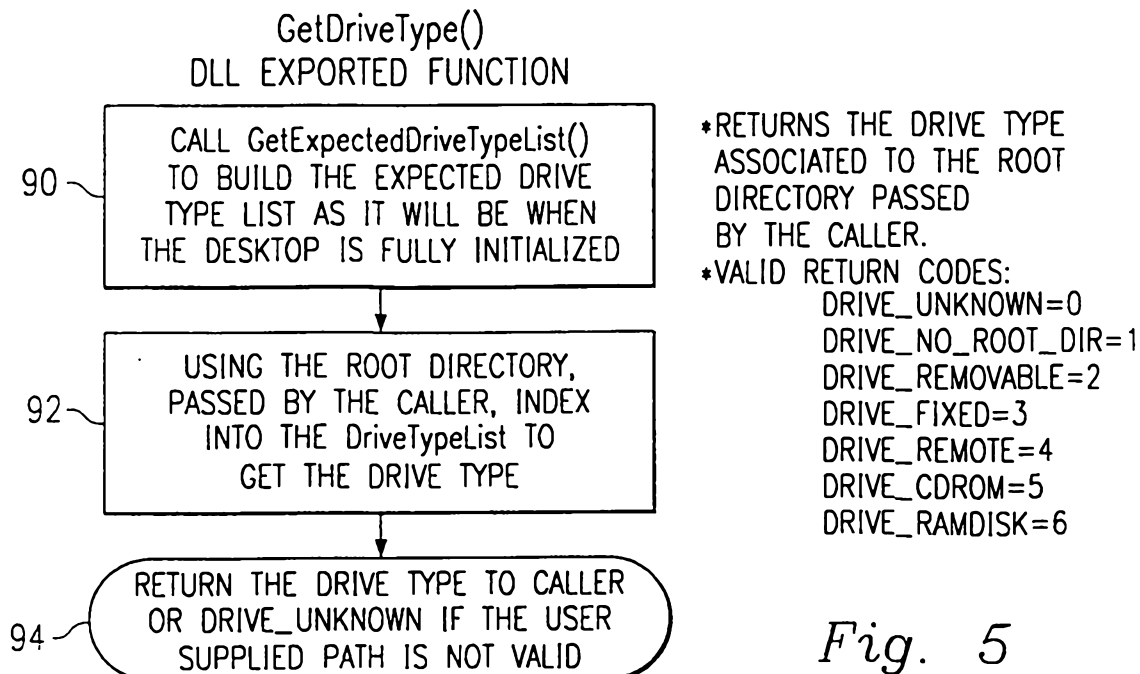 GetDriveType()
DLL EXPORTED FUNCTION
90
CALL GetExpectedDriveTypeList()
TO BUILD THE EXPECTED DRIVE
TYPE LIST AS IT WILL BE WHEN
THE DESKTOP IS FULLY INITIALIZED
92
USING THE ROOT DIRECTORY,
PASSED BY THE CALLER, INDEX
INTO THE DriveTypeList TO
GET THE DRIVE TYPE
94
RETURN THE DRIVE TYPE TO CALLER
OR DRIVE_UNKNOWN IF THE USER
SUPPLIED PATH IS NOT VALID
*RETURNS THE DRIVE TYPE
ASSOCIATED TO THE ROOT
DIRECTORY PASSED
BY THE CALLER.
*VALID RETURN CODES:
DRIVE_UNKNOWN=0
DRIVE_NO_ROOT_DIR=1
DRIVE_REMOVABLE=2
DRIVE_FIXED=3
DRIVE_REMOTE=4
DRIVE_CDROM=5
DRIVE_RAMDISK=6
Fig. 5